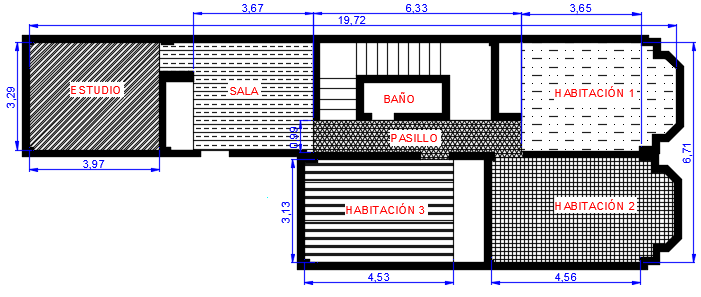 3,67
6,33
3,65
19,72
3,29
ESTUDIO
SALA
BAÑO
HABITACIÓN 1
PASILLO
0,99
6,71
3,97
3,13
HABITACIÓN 3
HABITACIÓN 2
4,53
4,56